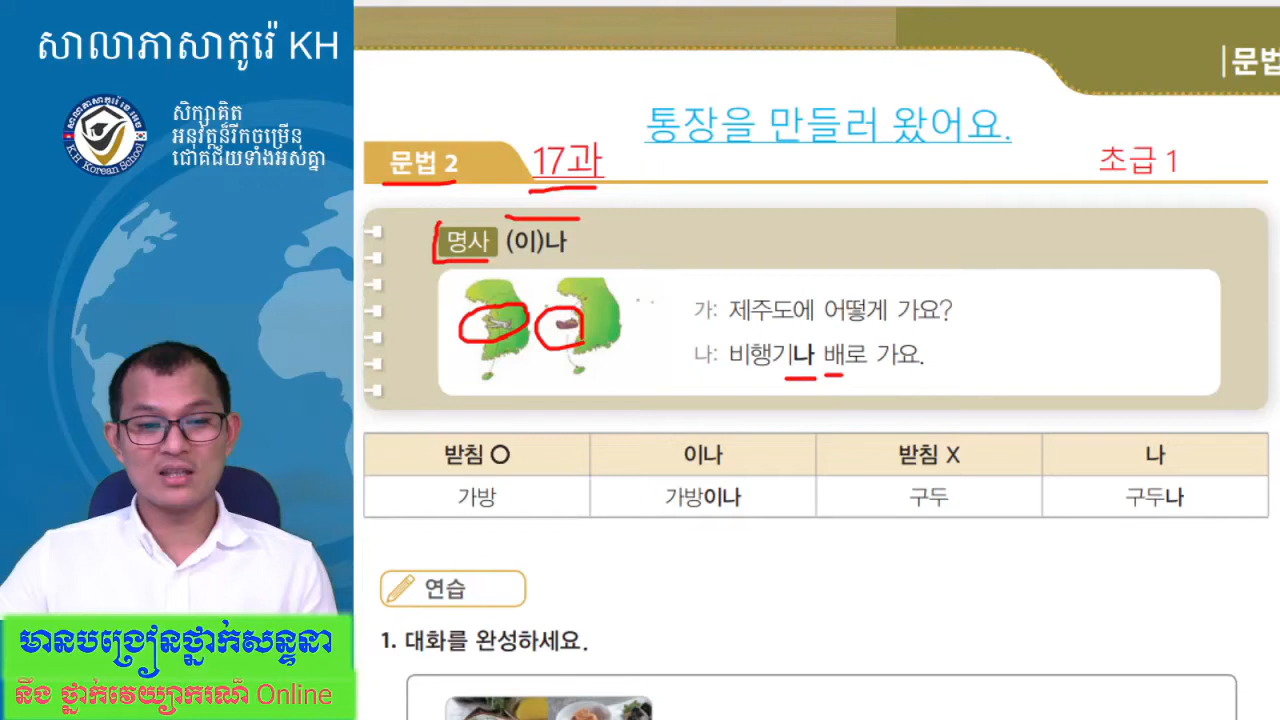 សាលាភាសាកូរ៉េ KH
សិក្សាគិត
អនុវត្តន៍រីកចម្រើន
ជោគជ័យទាំងអស់គ្នា
K.H Korean School
មានបង្រៀនថ្នាក់សន្ទនា
នឹង ថ្នាក់វេយ្យាករណ៍ Online
문법
통장을 만들러 왔어요.
문법 2
17과
초급 1
명사 (이)나
가: 제주도에 어떻게 가요?
나: 비행기나 배로 가요.
받침 O 이나 받침 X 나
가방 가방이나 구두 구두나
연습
1. 대화를 완성하세요.